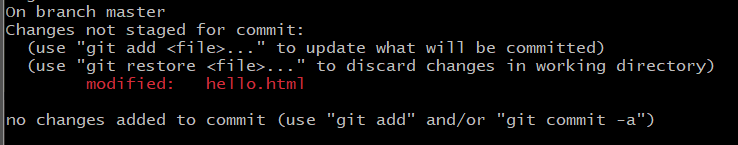 On branch master
Changes not staged for commit:
  (use "git add <file>..." to update what will be committed)
  (use "git restore <file>..." to discard changes in working directory)
        modified:   hello.html

no changes added to commit (use "git add" and/or "git commit -a")